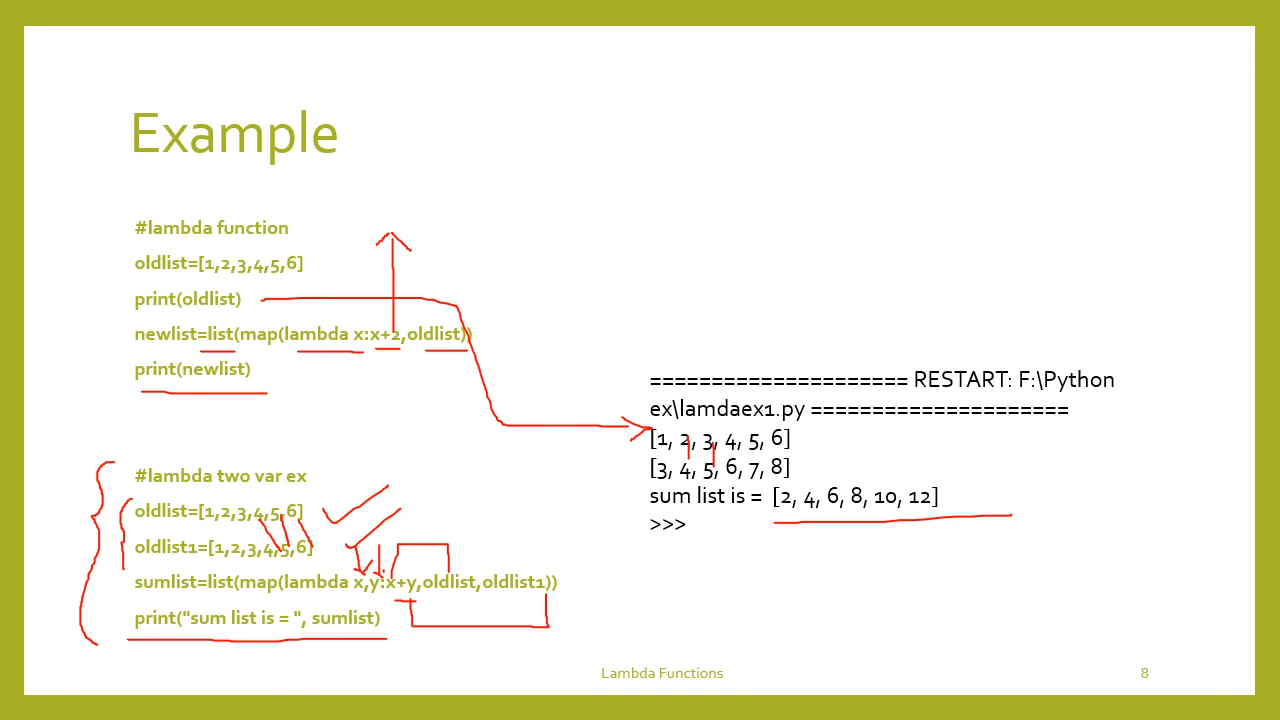 Example
#lambda function
oldlist=[1,2,3,4,5,6]
print(oldlist)
newlist=list(map(lambda x:x+2,oldlist))
print(newlist)
#lambda two var ex
oldlist=[1,2,3,4,5,6]
oldlist1=[1,2,3,4,5,6]
sumlist=list(map(lambda x,y:x+y,oldlist,oldlist1))
print("sum list is = ", sumlist)
===================== RESTART: F:\Python
ex\lamdaex1.py =====================
[1, 2, 3, 4, 5, 6]
[3, 4, 5, 6, 7, 8]
sum list is =  [2, 4, 6, 8, 10, 12]
>>>
Lambda Functions
8